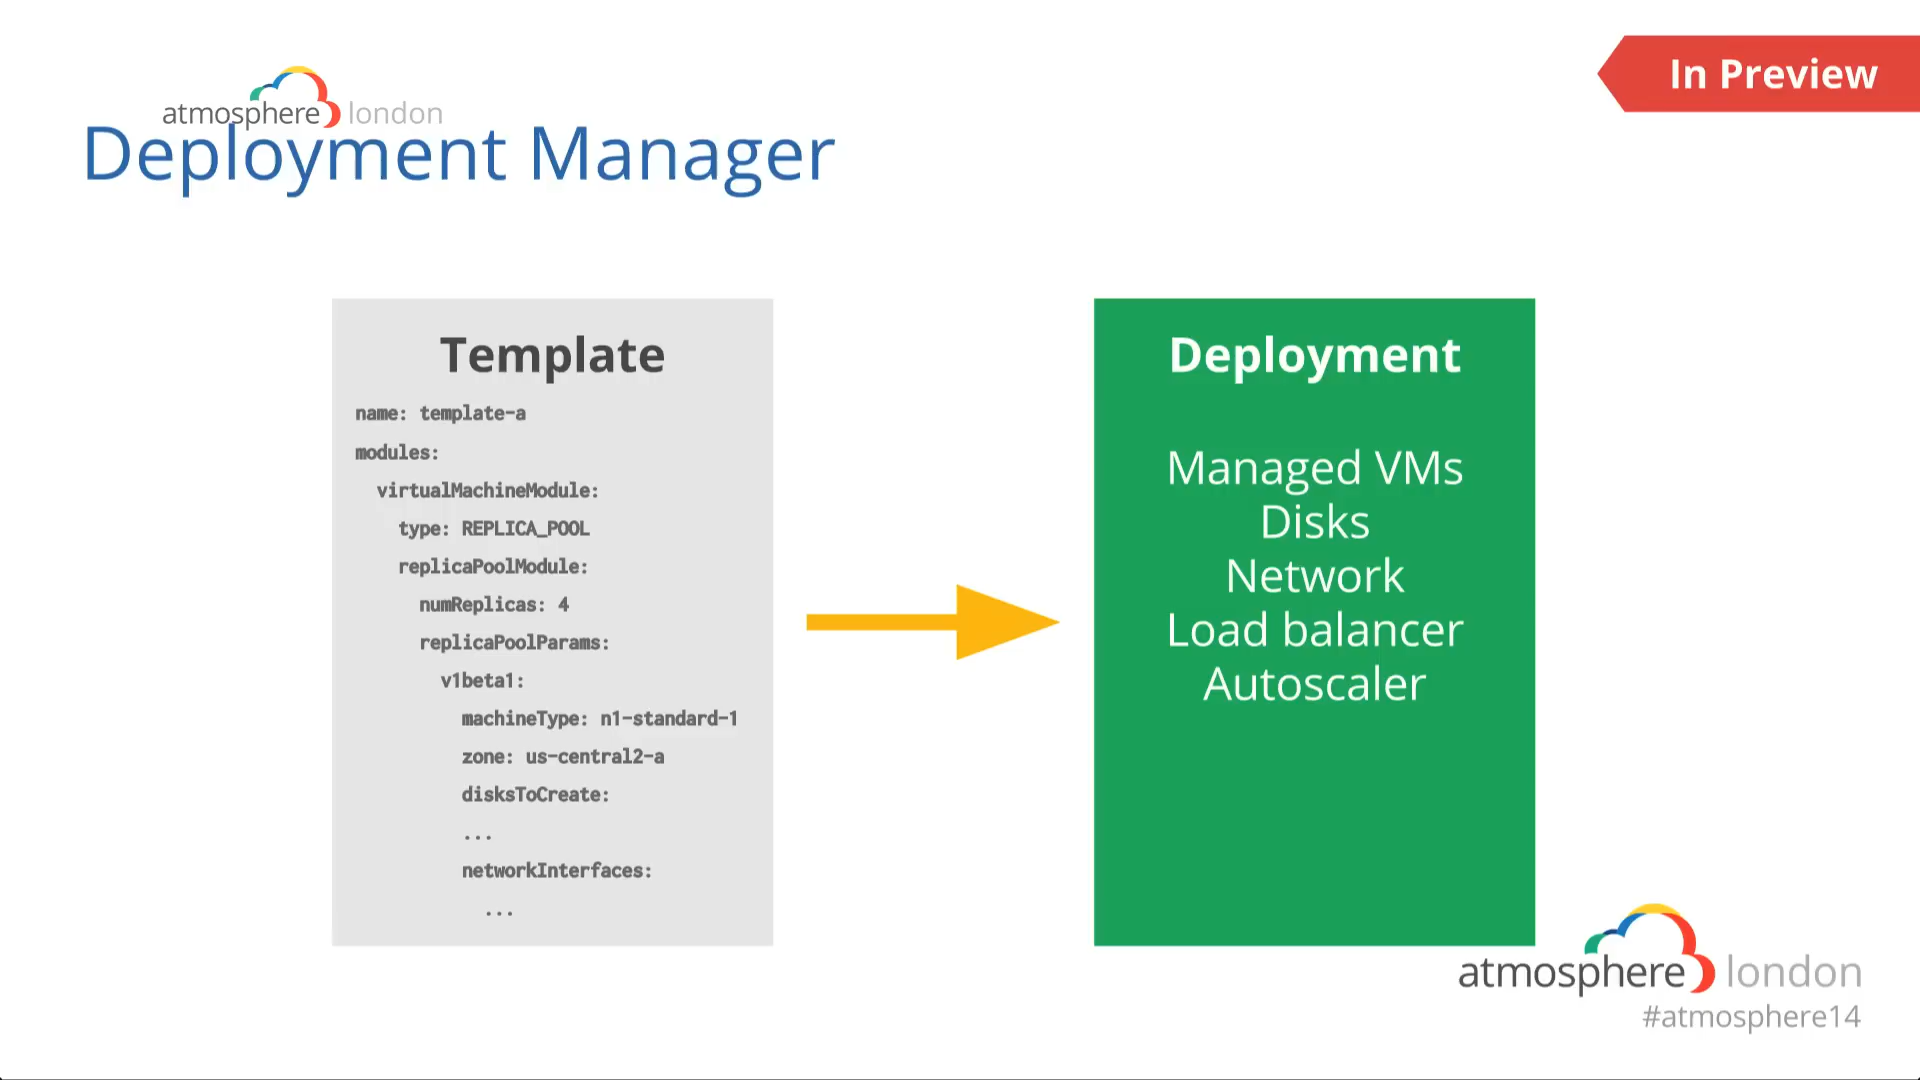 In Preview
atmosphere london
Deployment Manager
Template
name: template-a
modules:
virtualMachineModule:
type: REPLICA_POOL
replicaPoolModule:
numReplicas: 4
replicaPoolParams:
v1beta1:
machineType: n1-standard-1
zone: us-central2-a
disksToCreate:
...
networkInterfaces:
...
Deployment
Managed VMs
Disks
Network
Load balancer
Autoscaler
atmosphere london
#atmosphere14